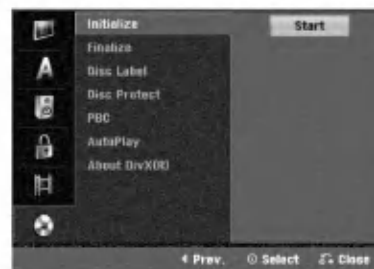 Initialize
Start
Finalize
Disc Label
Disc Protect
PBC
AutoPlay
About DivX(R)
Prev.
Select
Close